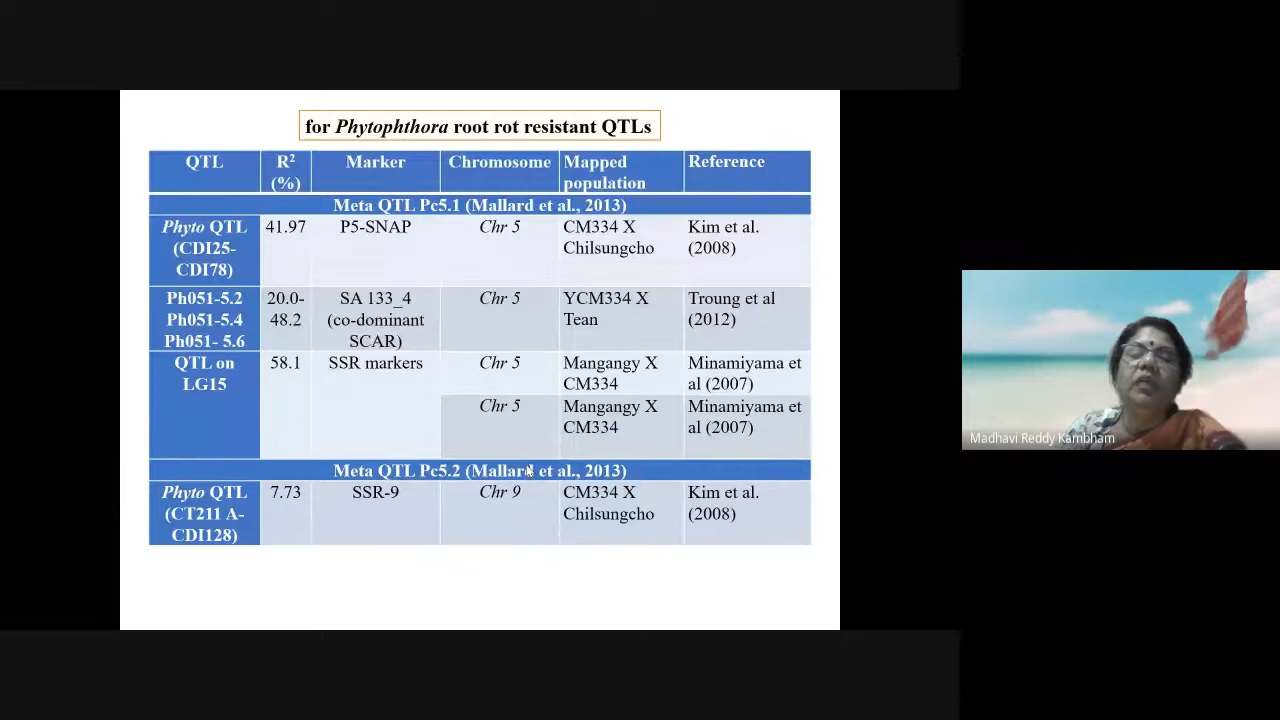 for Phytophthora root rot resistant QTLs
QTL
R² (%)
Marker
Chromosome
Mapped population
Reference
Meta QTL Pc5.1 (Mallard et al., 2013)
Phyto QTL (CDI25-CDI78)
41.97
P5-SNAP
Chr 5
CM334 X Chilsungcho
Kim et al. (2008)
Ph051-5.2
Ph051-5.4
Ph051- 5.6
20.0-48.2
SA 133_4 (co-dominant SCAR)
Chr 5
YCM334 X Tean
Troung et al (2012)
QTL on LG15
58.1
SSR markers
Chr 5
Mangangy X CM334
Minamiyama et al (2007)
Chr 5
Mangangy X CM334
Minamiyama et al (2007)
Meta QTL Pc5.2 (Mallard et al., 2013)
Phyto QTL (CT211 A-CDI128)
7.73
SSR-9
Chr 9
CM334 X Chilsungcho
Kim et al. (2008)
Madhavi Reddy Kambham